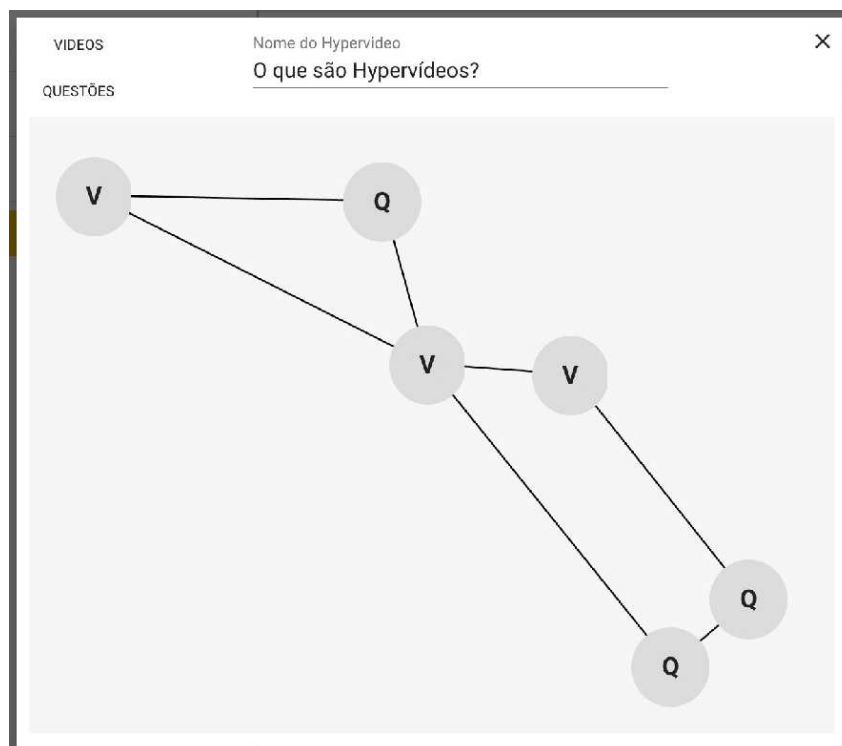 VIDEOS
Nome do Hypervideo
O que são Hypervídeos?
QUESTÕES
V
Q
V
V
Q
Q